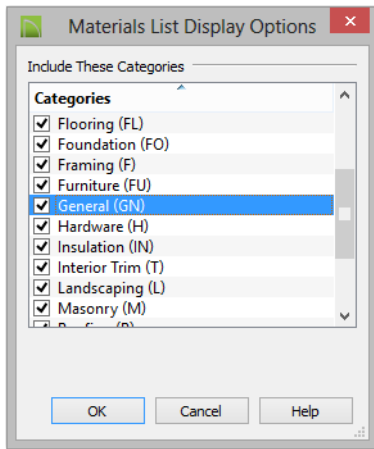 Materials List Display Options
Include These Categories
Categories
Flooring (FL)
Foundation (FO)
Framing (F)
Furniture (FU)
General (GN)
Hardware (H)
Insulation (IN)
Interior Trim (T)
Landscaping (L)
Masonry (M)
OK Cancel Help